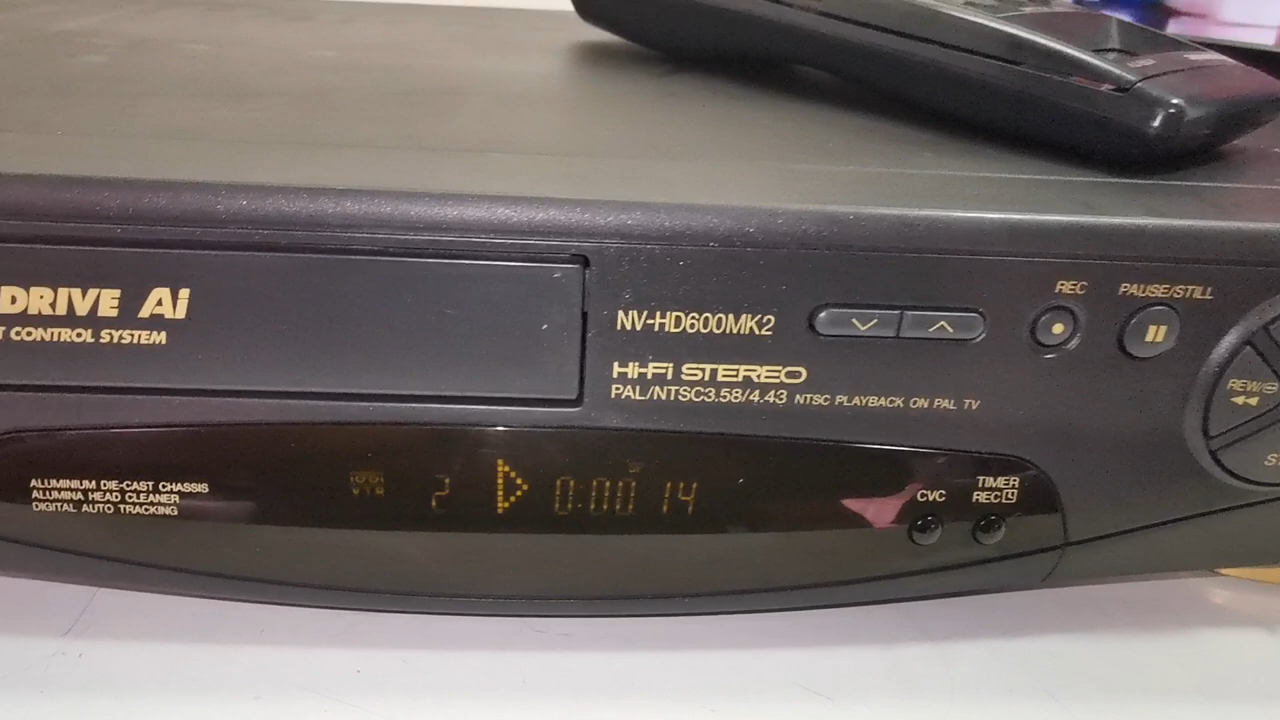 DRIVE Ai
T CONTROL SYSTEM
NV-HD600MK2
Hi-Fi STEREO
PAL/NTSC3.58/4.43 NTSC PLAYBACK ON PAL TV
REC
PAUSE/STILL
REW/
ST
ALUMINIUM DIE-CAST CHASSIS
ALUMINA HEAD CLEANER
DIGITAL AUTO TRACKING
VTR
2
0:00.14
SP
CVC
TIMER
REC